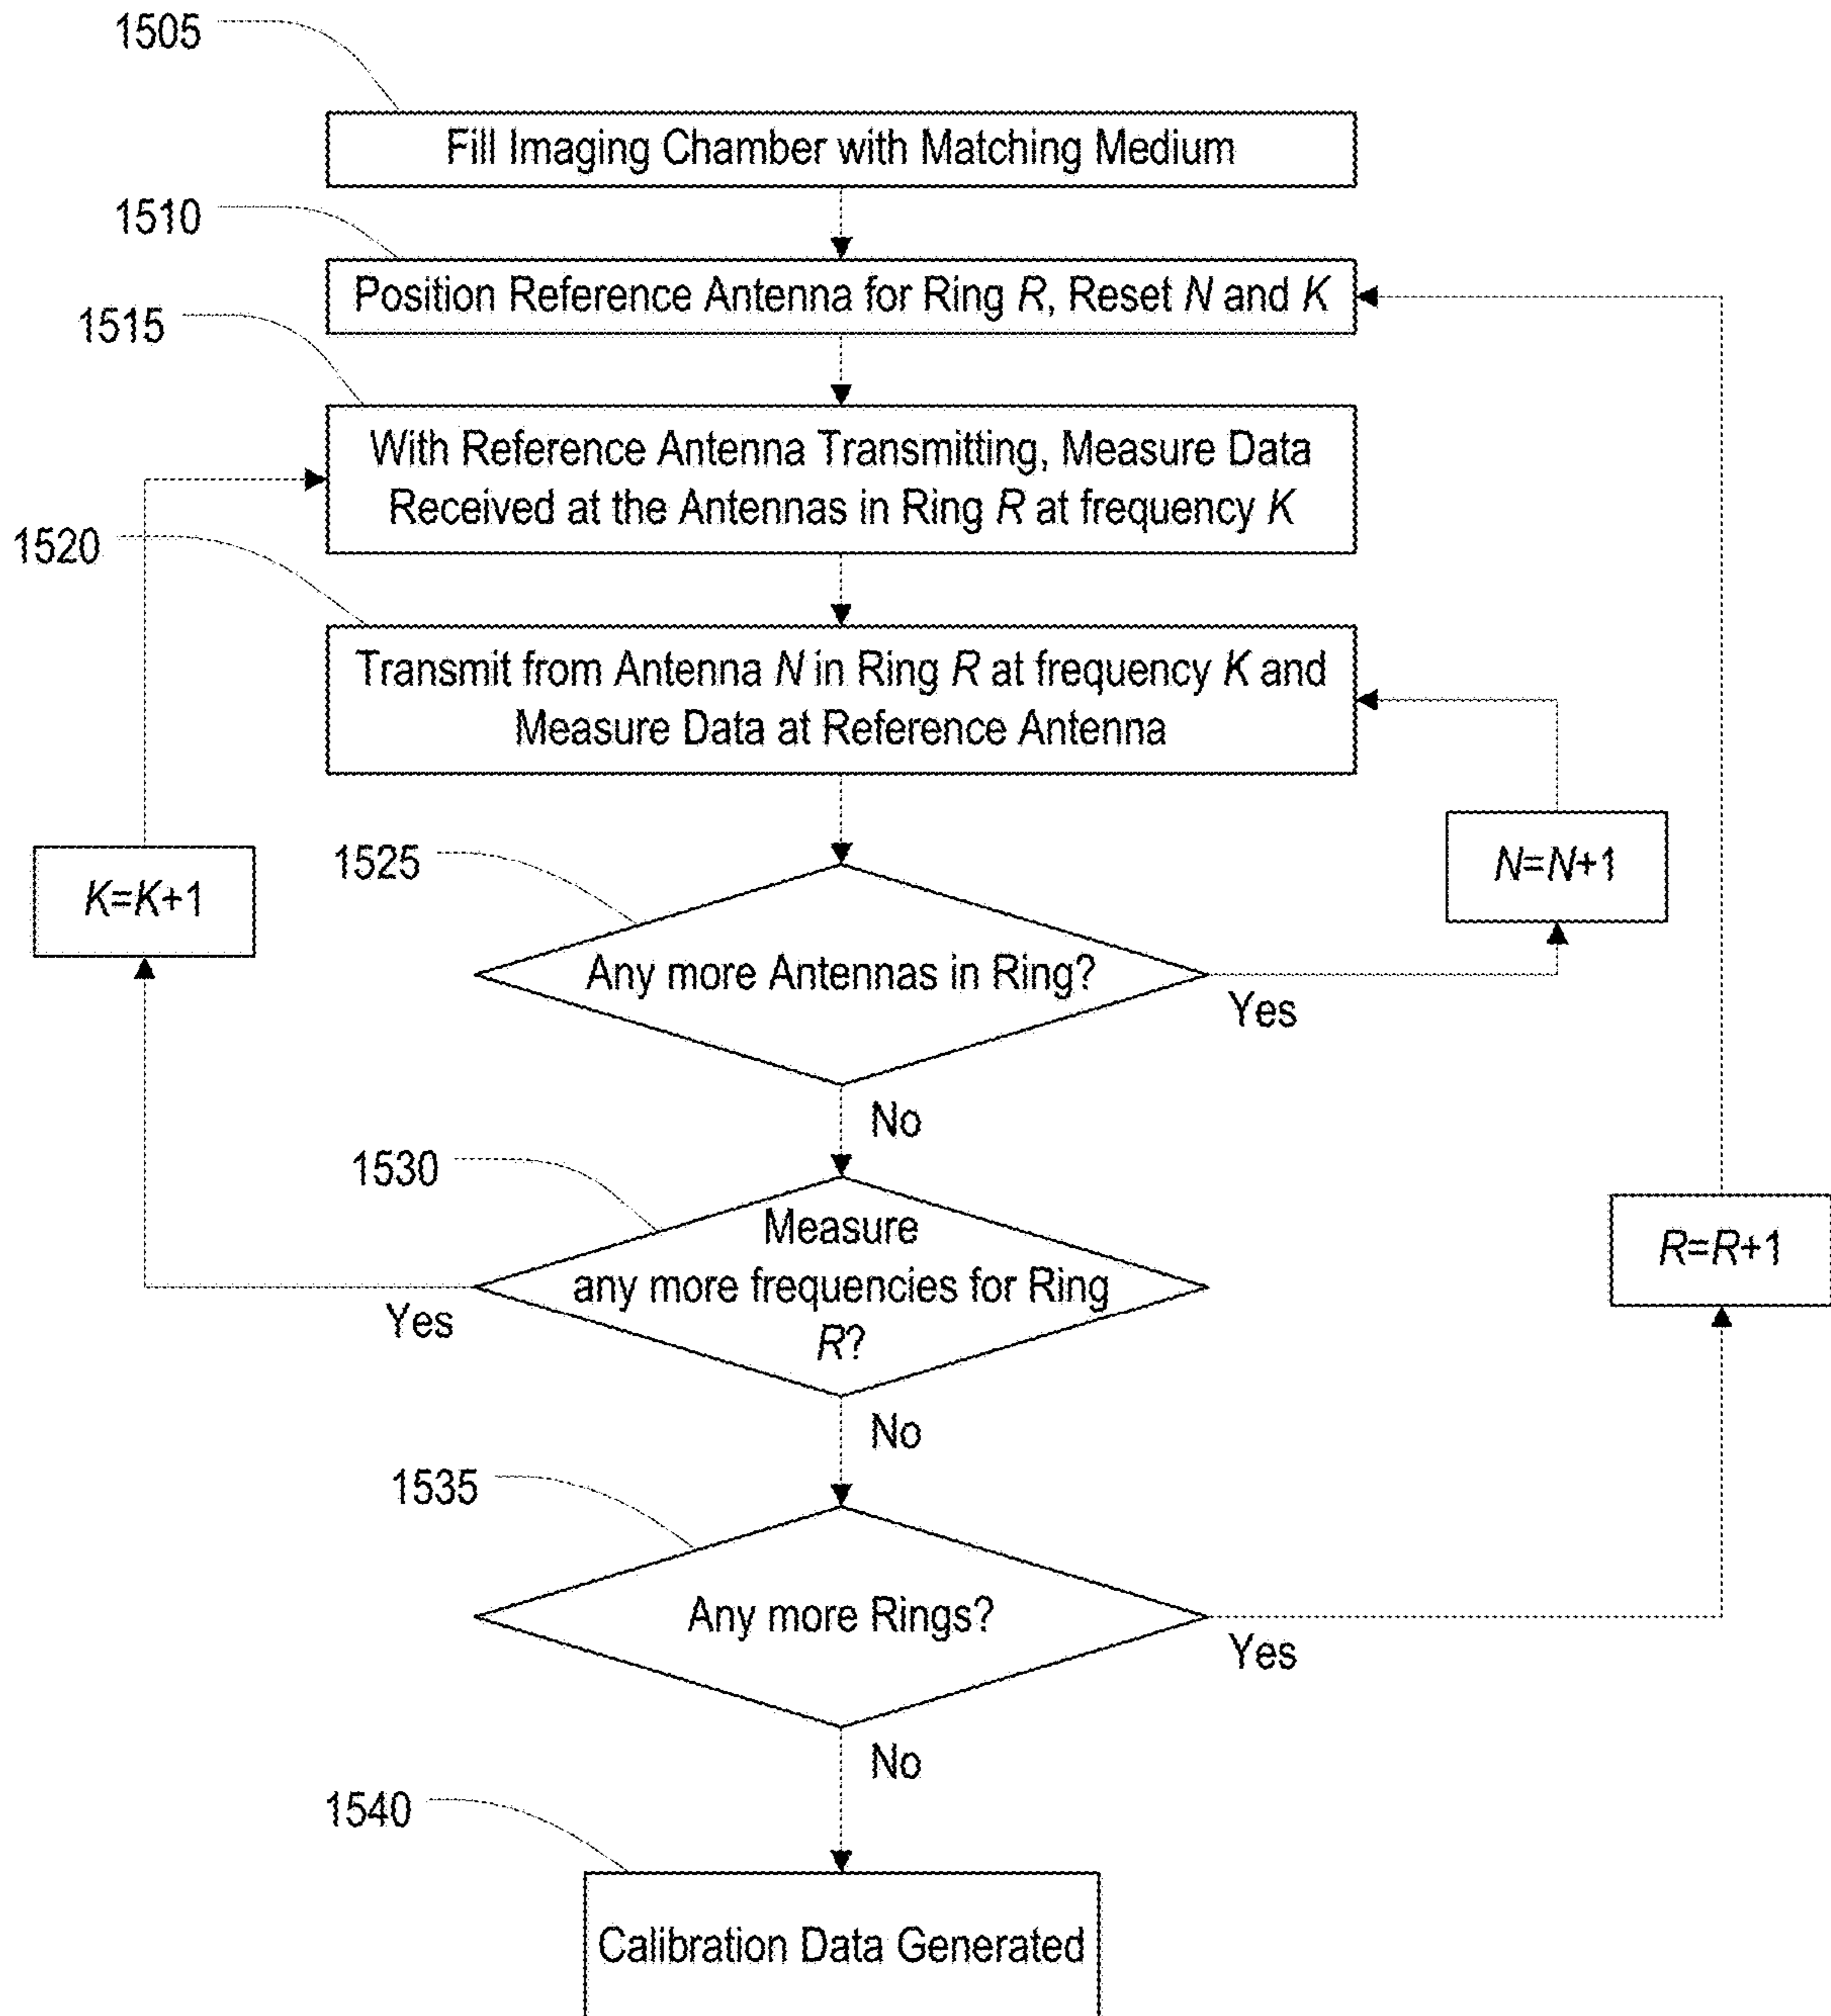 1505
Fill Imaging Chamber with Matching Medium
1510
Position Reference Antenna for Ring R, Reset N and K
1515
With Reference Antenna Transmitting, Measure Data
Received at the Antennas in Ring R at frequency K
1520
Transmit from Antenna N in Ring R at frequency K and
Measure Data at Reference Antenna
K=K+1
1525
N=N+1
Any more Antennas in Ring?
Yes
No
1530
Measure
any more frequencies for Ring
R?
Yes
R=R+1
No
1535
Any more Rings?
Yes
No
1540
Calibration Data Generated